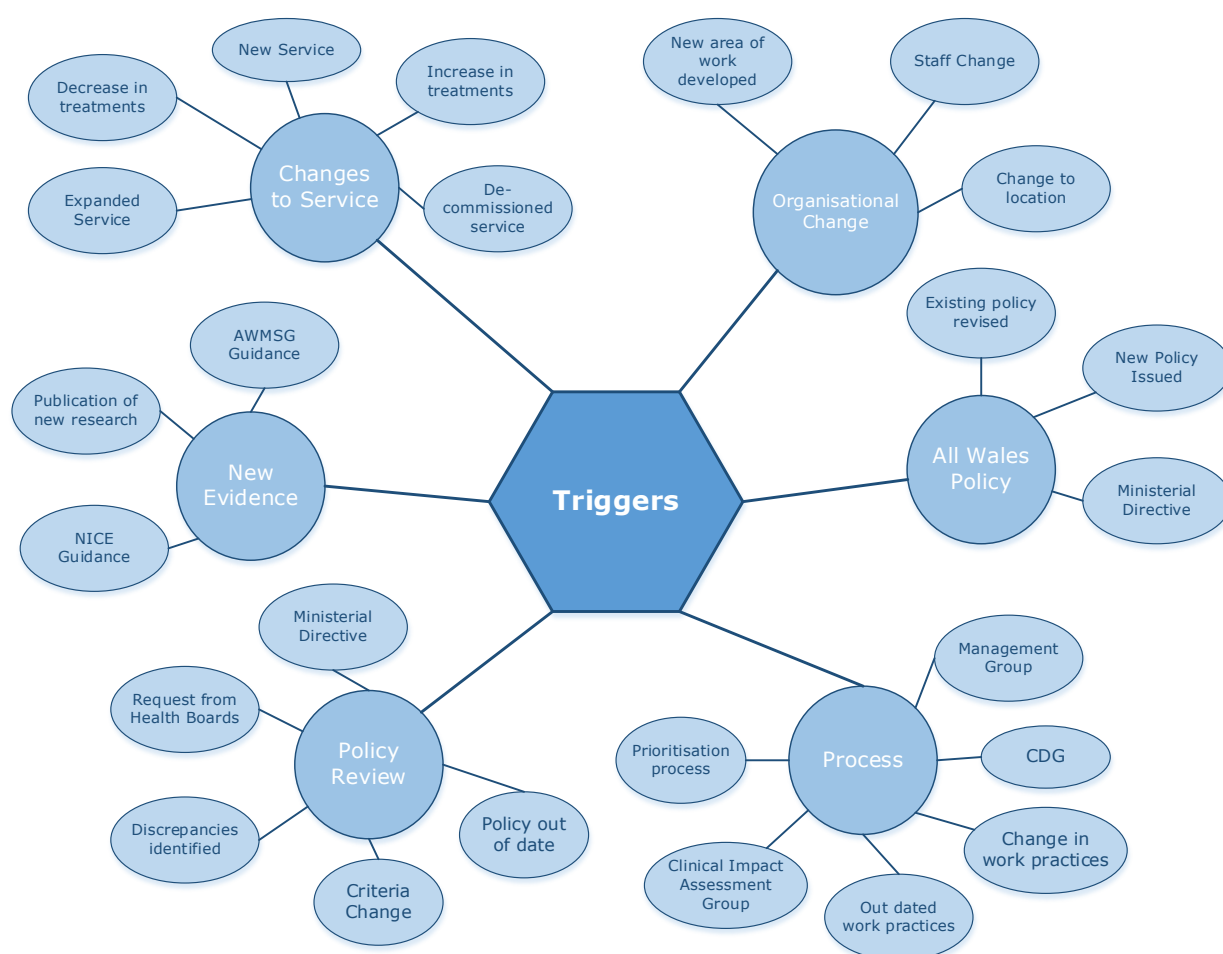 New Service
Decrease in
treatments
Increase in
treatments
Changes
to Service
Expanded
Service
De-
commissioned
service
New area of
work
developed
Staff Change
Organisational
Change
Change to
location
AWMSG
Guidance
Publication of
new research
New
Evidence
NICE
Guidance
Triggers
Existing policy
revised
New Policy
Issued
All Wales
Policy
Ministerial
Directive
Ministerial
Directive
Request from
Health Boards
Policy
Review
Discrepancies
identified
Policy out
of date
Criteria
Change
Management
Group
Prioritisation
process
Process
CDG
Change in
work practices
Clinical Impact
Assessment
Group
Out dated
work practices